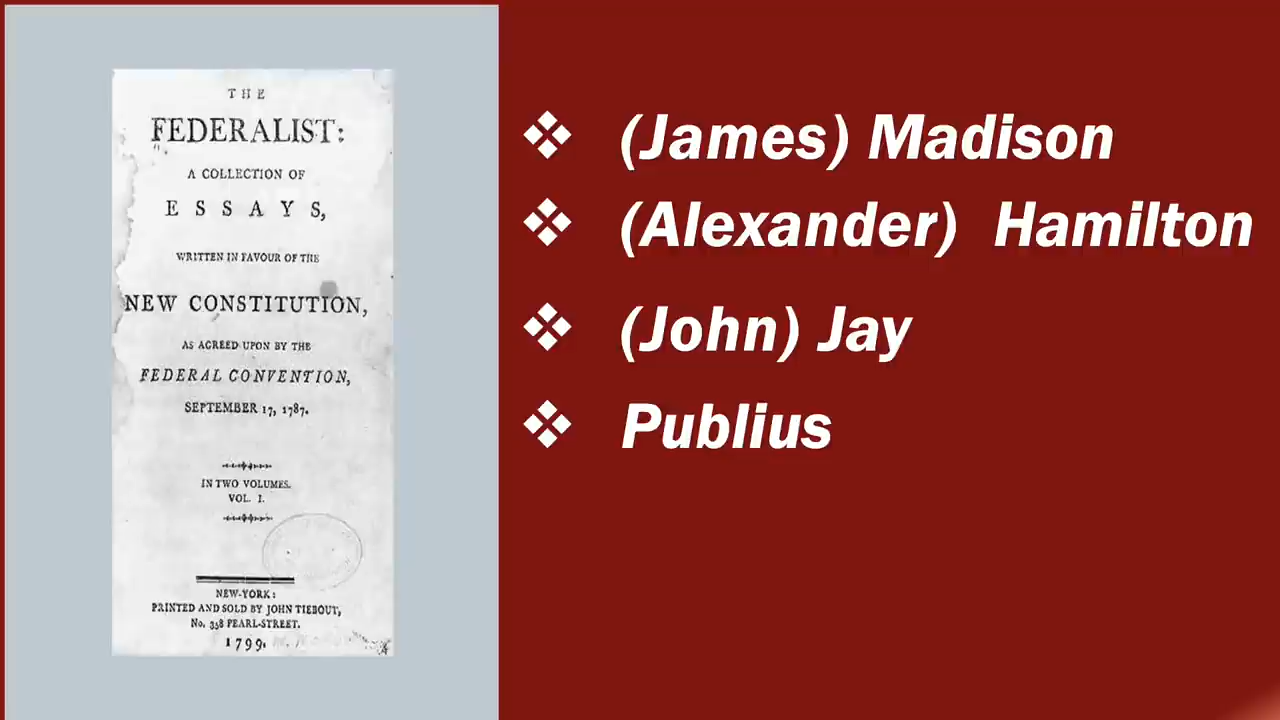 THE
FEDERALIST:
A COLLECTION OF
ESSAYS,
WRITTEN IN FAVOUR OF THE
NEW CONSTITUTION,
AS AGREED UPON BY THE
FEDERAL CONVENTION,
SEPTEMBER 17, 1787.
IN TWO VOLUMES.
VOL. I.
NEW-YORK:
PRINTED AND SOLD BY JOHN TIEBOUT,
No. 358 PEARL-STREET.
1799.
(James) Madison
(Alexander) Hamilton
(John) Jay
Publius